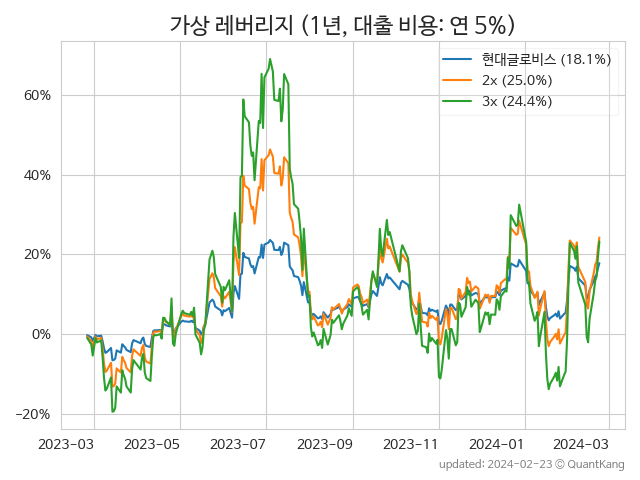 가상 레버리지 (1년, 대출 비용: 연 5%)
현대글로비스 (18.1%)
2x (25.0%)
3x (24.4%)
60%
40%
20%
0%
−20%
2023-03 2023-05 2023-07 2023-09 2023-11 2024-01 2024-03
updated: 2024-02-23 © QuantKang